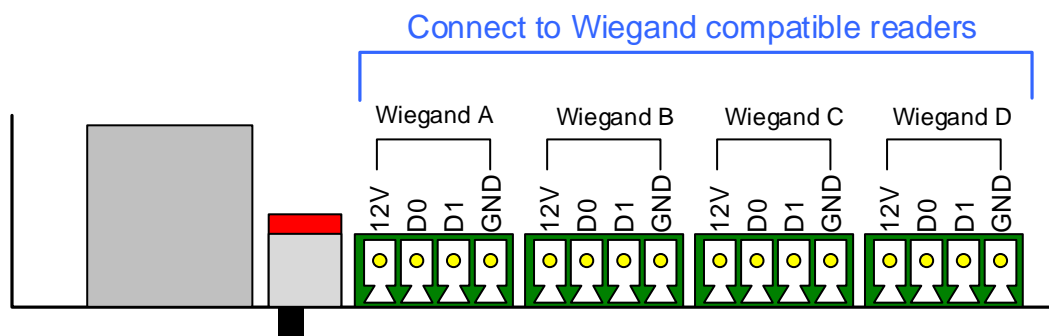 Connect to Wiegand compatible readers
Wiegand A Wiegand B Wiegand C Wiegand D
12V D0 D1 GND 12V D0 D1 GND 12V D0 D1 GND 12V D0 D1 GND